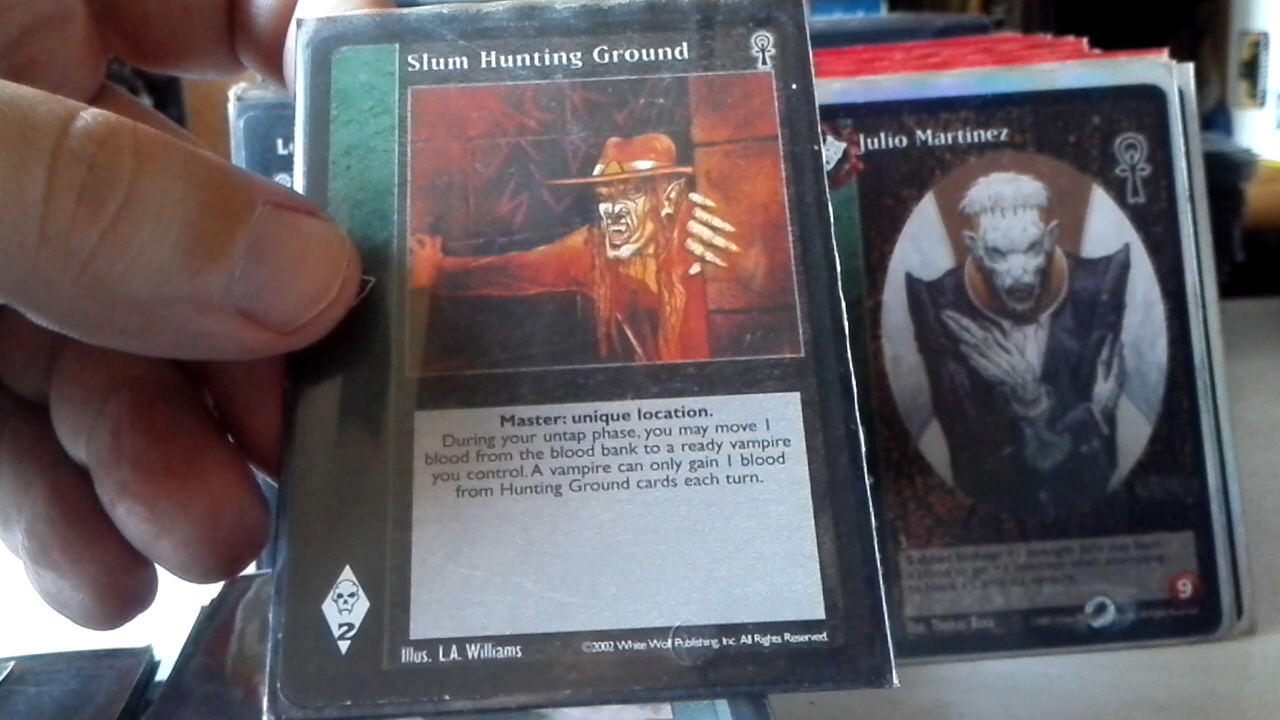 Slum Hunting Ground
Master: unique location.
During your untap phase, you may move 1
blood from the blood bank to a ready vampire
you control. A vampire can only gain 1 blood
from Hunting Ground cards each turn.
2
Illus. L.A. Williams
©2002 White Wolf Publishing, Inc. All Rights Reserved.
Julio Martinez
9